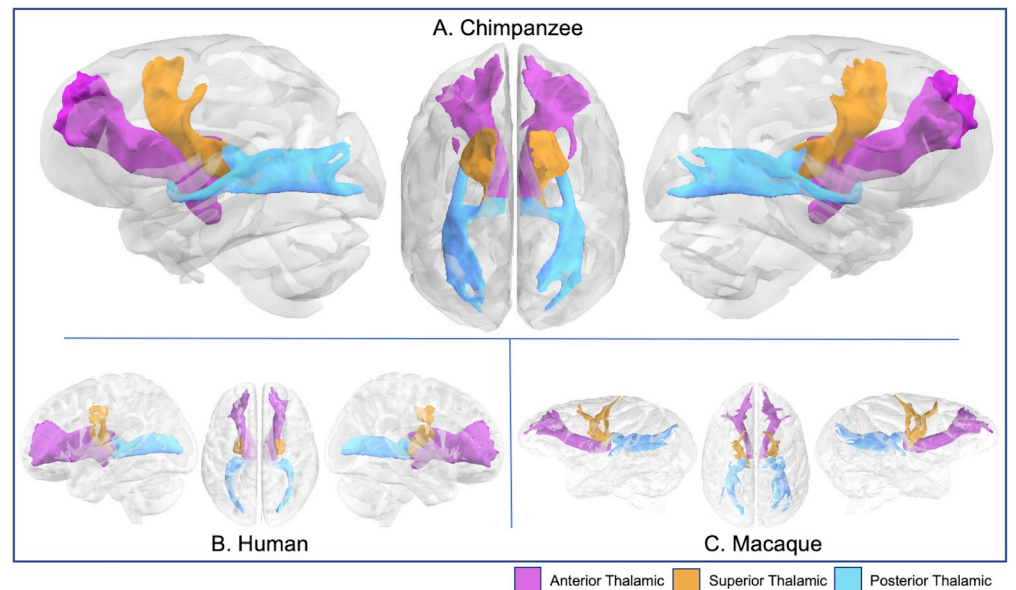 A. Chimpanzee
B. Human
C. Macaque
Anterior Thalamic
Superior Thalamic
Posterior Thalamic